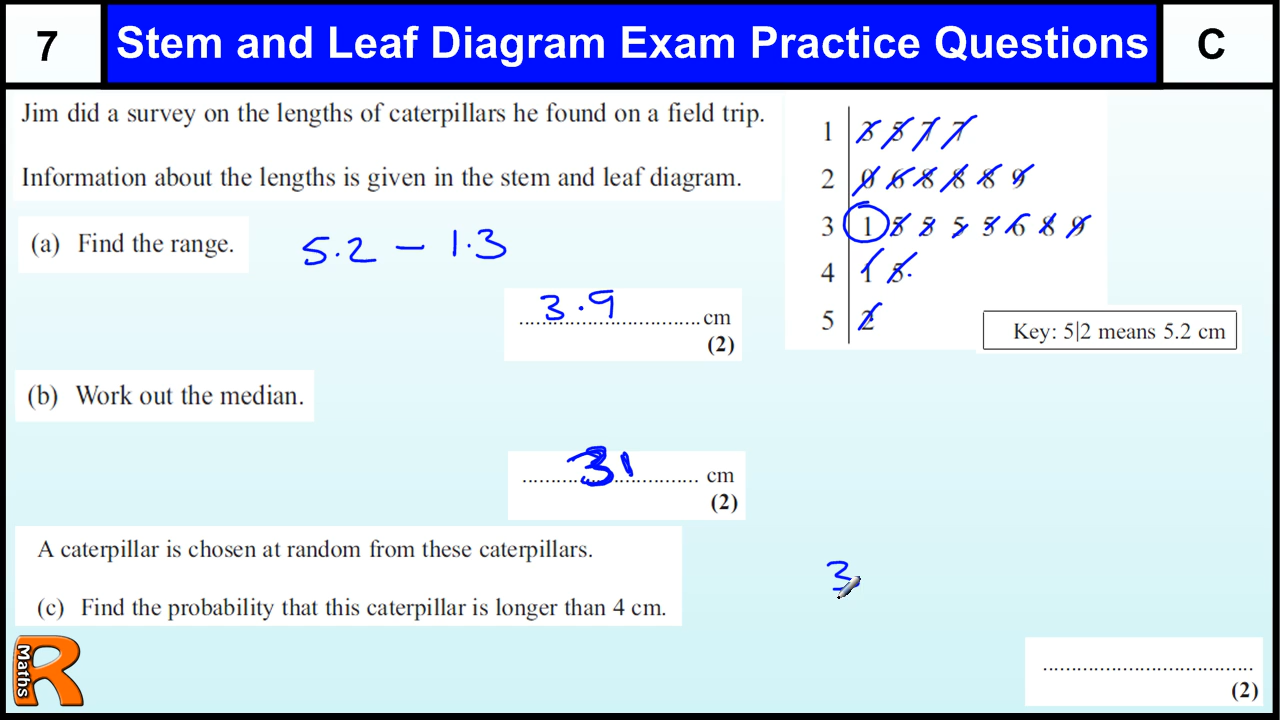 7
Stem and Leaf Diagram Exam Practice Questions
C
Jim did a survey on the lengths of caterpillars he found on a field trip.
Information about the lengths is given in the stem and leaf diagram.
1 | 3 5 7 7
2 | 0 6 8 8 8 9
3 | 1 5 5 5 5 6 8 9
4 | 1 5
5 | 2
Key: 5|2 means 5.2 cm
(a) Find the range.
5.2 - 1.3
3.9
..............................cm
(2)
(b) Work out the median.
31
.............................. cm
(2)
A caterpillar is chosen at random from these caterpillars.
(c) Find the probability that this caterpillar is longer than 4 cm.
3
....................................
(2)
R
Maths